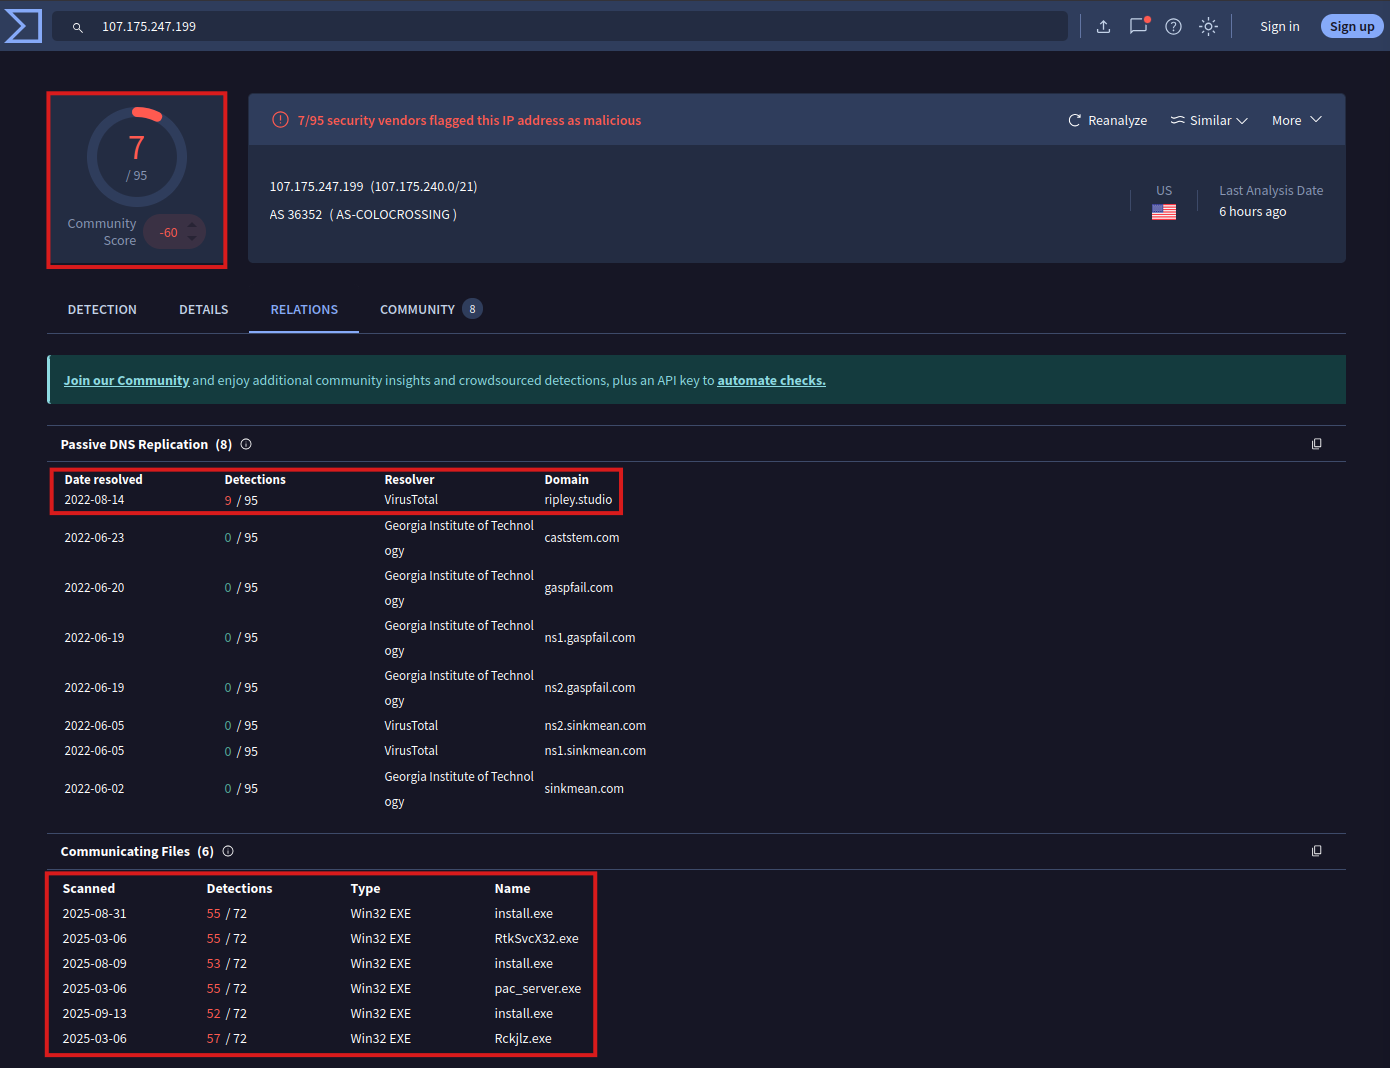 107.175.247.199
Sign in
Sign up
7
/ 95
Community Score
-60
7/95 security vendors flagged this IP address as malicious
Reanalyze
Similar
More
107.175.247.199 (107.175.240.0/21)
AS 36352 ( AS-COLOCROSSING )
US
Last Analysis Date
6 hours ago
DETECTION
DETAILS
RELATIONS
COMMUNITY 8
Join our Community and enjoy additional community insights and crowdsourced detections, plus an API key to automate checks.
Passive DNS Replication (8)
Date resolved Detections Resolver Domain
2022-08-14 9 / 95 VirusTotal ripley.studio
2022-06-23 0 / 95 Georgia Institute of Technology caststem.com
2022-06-20 0 / 95 Georgia Institute of Technology gaspfail.com
2022-06-19 0 / 95 Georgia Institute of Technology ns1.gaspfail.com
2022-06-19 0 / 95 Georgia Institute of Technology ns2.gaspfail.com
2022-06-05 0 / 95 VirusTotal ns2.sinkmean.com
2022-06-05 0 / 95 VirusTotal ns1.sinkmean.com
2022-06-02 0 / 95 Georgia Institute of Technology sinkmean.com
Communicating Files (6)
Scanned Detections Type Name
2025-08-31 55 / 72 Win32 EXE install.exe
2025-03-06 55 / 72 Win32 EXE RtkSvcX32.exe
2025-08-09 53 / 72 Win32 EXE install.exe
2025-03-06 55 / 72 Win32 EXE pac_server.exe
2025-09-13 52 / 72 Win32 EXE install.exe
2025-03-06 57 / 72 Win32 EXE Rckjlz.exe